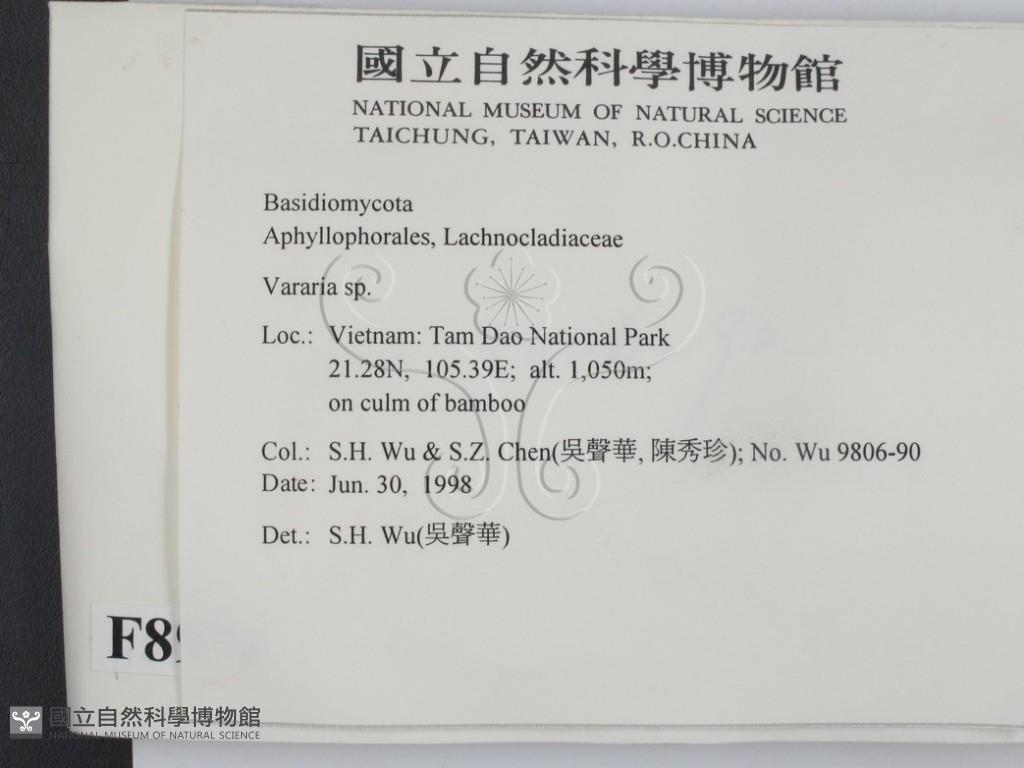 國立自然科學博物館
NATIONAL MUSEUM OF NATURAL SCIENCE
TAICHUNG, TAIWAN, R.O.CHINA
Basidiomycota
Aphyllophorales, Lachnocladiaceae
Vararia sp.
Loc.: Vietnam: Tam Dao National Park
21.28N, 105.39E; alt. 1,050m;
on culm of bamboo
Col.: S.H. Wu & S.Z. Chen(吳聲華, 陳秀珍); No. Wu 9806-90
Date: Jun. 30, 1998
Det.: S.H. Wu(吳聲華)
F8
國立自然科學博物館
NATIONAL MUSEUM OF NATURAL SCIENCE